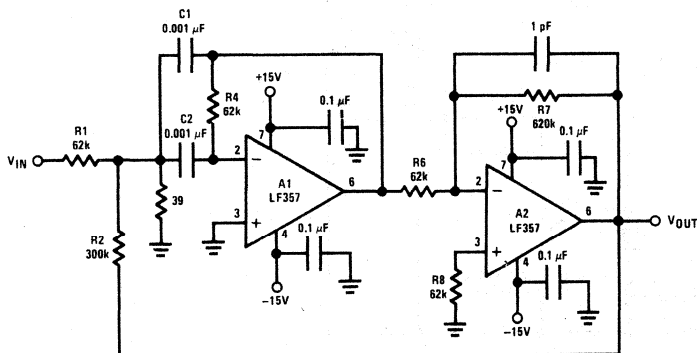 C1
0.001 μF
1 pF
R4
62k
+15V
0.1 μF
R7
620k
+15V
R1
62k
C2
0.001 μF
0.1 μF
7
R6
62k
7
VIN
2
−
6
2
−
A1
LF357
A2
LF357
6
VOUT
39
3
+
3
+
4
0.1 μF
4
0.1 μF
R2
300k
R8
62k
−15V
−15V